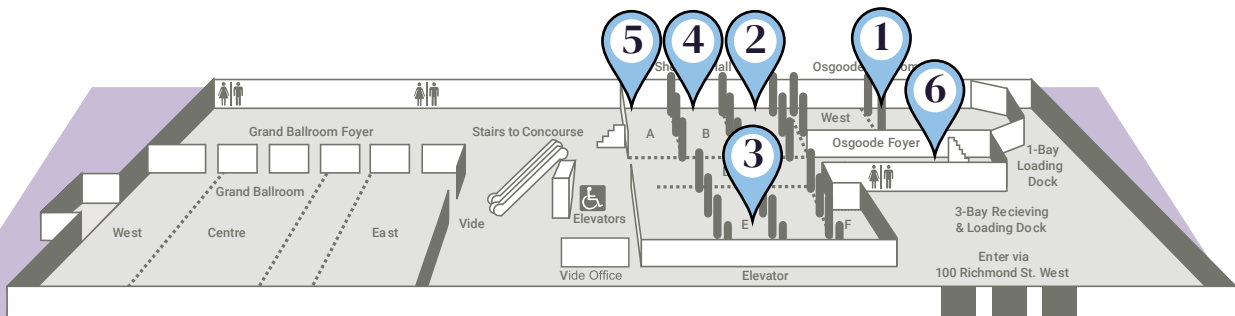 5
4
2
1
6
3
Grand Ballroom Foyer
Stairs to Concourse
A
B
West
Osgoode Foyer
1-Bay
Loading
Dock
Grand Ballroom
West
Centre
East
Vide
Elevators
E
F
3-Bay Recieving
& Loading Dock
Vide Office
Elevator
Enter via
100 Richmond St. West
Osgoode